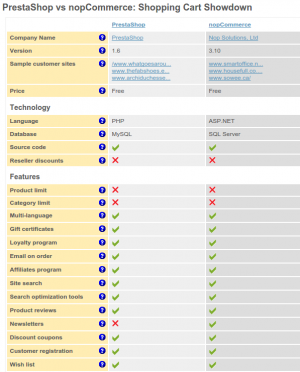 PrestaShop vs nopCommerce: Shopping Cart Showdown
PrestaShop nopCommerce
Company Name PrestaShop Nop Solutions, Ltd
Version 1.6 3.10
Sample customer sites /www.whatgoesarou... www.smartoffice.n...
www.thefabshoes.e... www.housefull.co...
www.archiduchesse... www.xowee.ca/
Price Free Free
Technology
Language PHP ASP.NET
Database MySQL SQL Server
Source code
Reseller discounts
Features
Product limit
Category limit
Multi-language
Gift certificates
Loyalty program
Email on order
Affiliates program
Site search
Search optimization tools
Product reviews
Newsletters
Discount coupons
Customer registration
Wish list